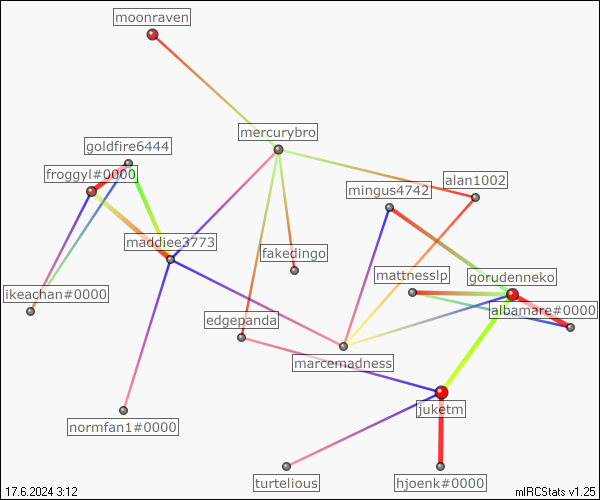 moonraven
mercurybro
goldfire6444
froggyl#0000
alan1002
mingus4742
maddiee3773
fakedingo
mattnesslp
gorudenneko
ikeachan#0000
albamare#0000
edgepanda
marcemadness
juketm
normfan1#0000
turtelious
hjoenk#0000
17.6.2024 3:12
mIRCStats v1.25